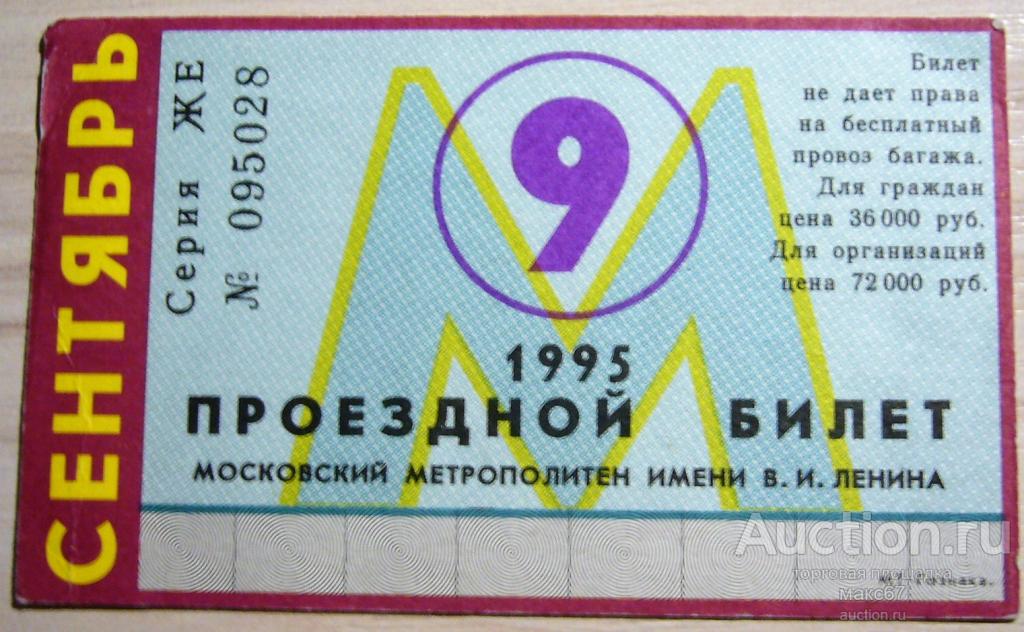 СЕНТЯБРЬ
Серия ЖЕ
№ 095028
9
Билет
не дает права
на бесплатный
провоз багажа.
Для граждан
цена 36 000 руб.
Для организаций
цена 72 000 руб.
1995
ПРОЕЗДНОЙ БИЛЕТ
МОСКОВСКИЙ МЕТРОПОЛИТЕН ИМЕНИ В. И. ЛЕНИНА
Auction.ru
торговая площадка
Гознака.
Макс67
auction.ru